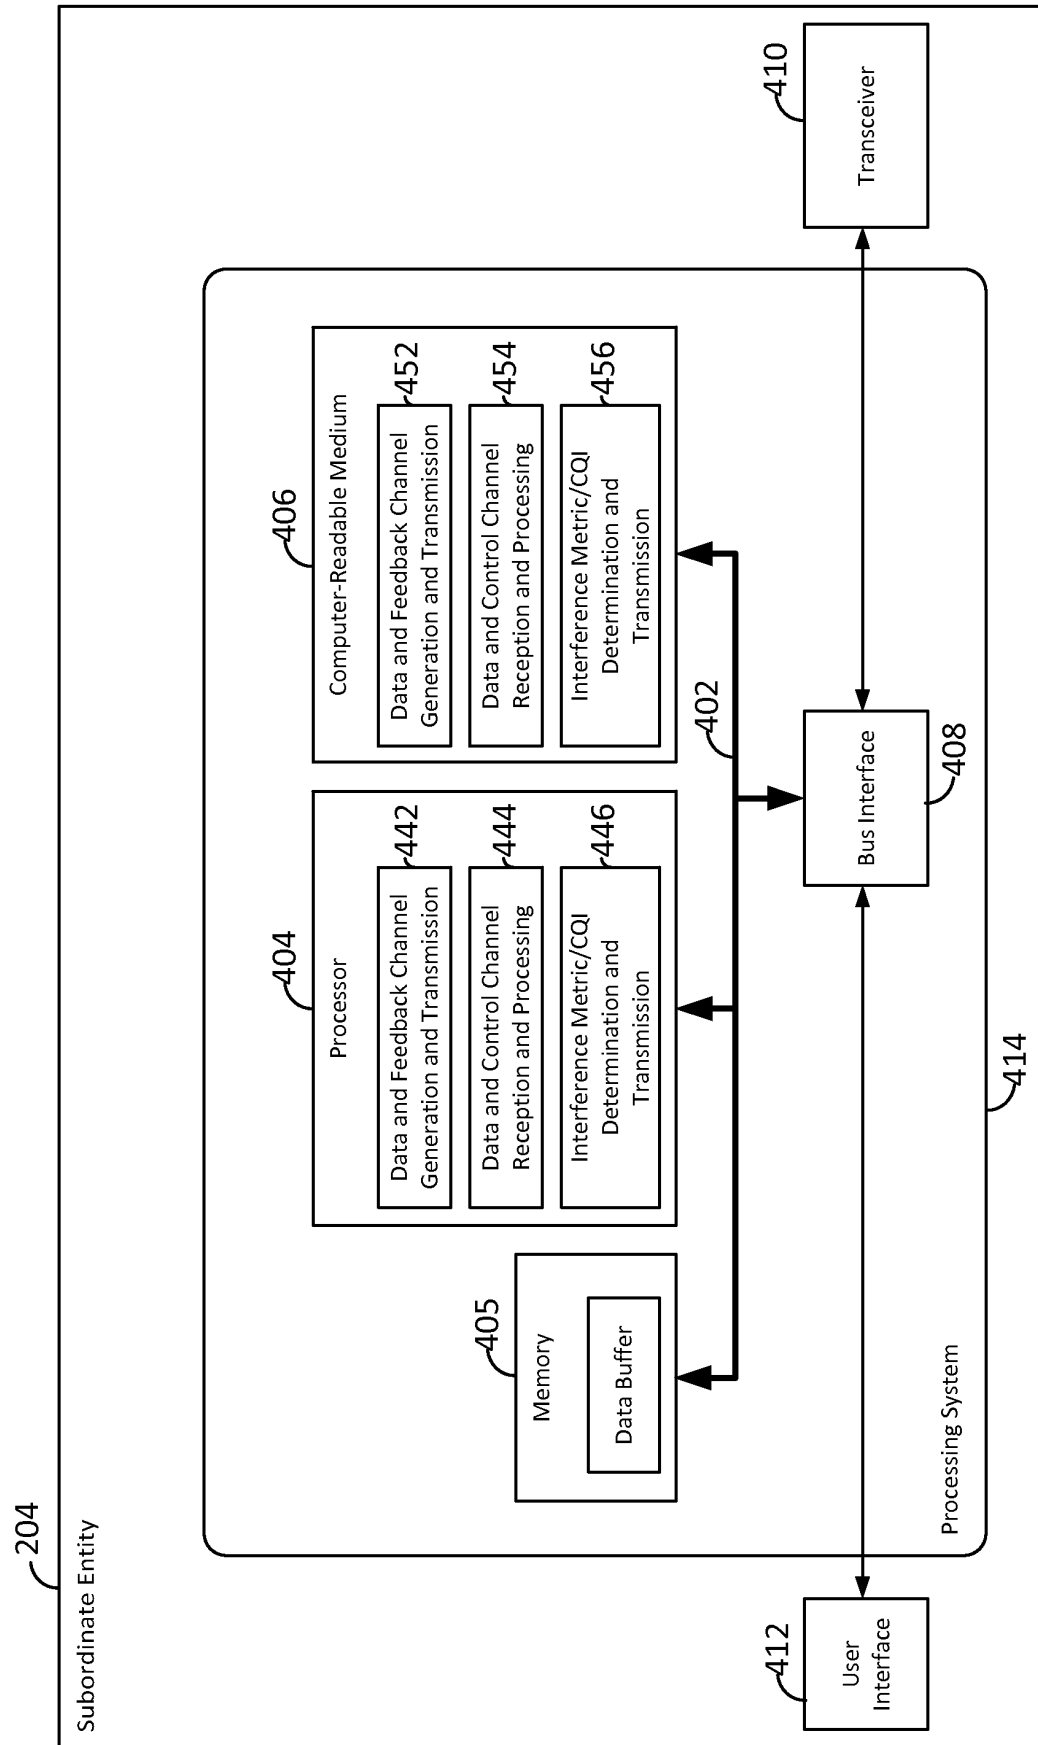 204
Subordinate Entity
405
Memory
Data Buffer
404
Processor
442
Data and Feedback Channel
Generation and Transmission
444
Data and Control Channel
Reception and Processing
446
Interference Metric/CQI
Determination and
Transmission
406
Computer-Readable Medium
452
Data and Feedback Channel
Generation and Transmission
454
Data and Control Channel
Reception and Processing
456
Interference Metric/CQI
Determination and
Transmission
402
412
User
Interface
Bus Interface
408
410
Transceiver
Processing System
414